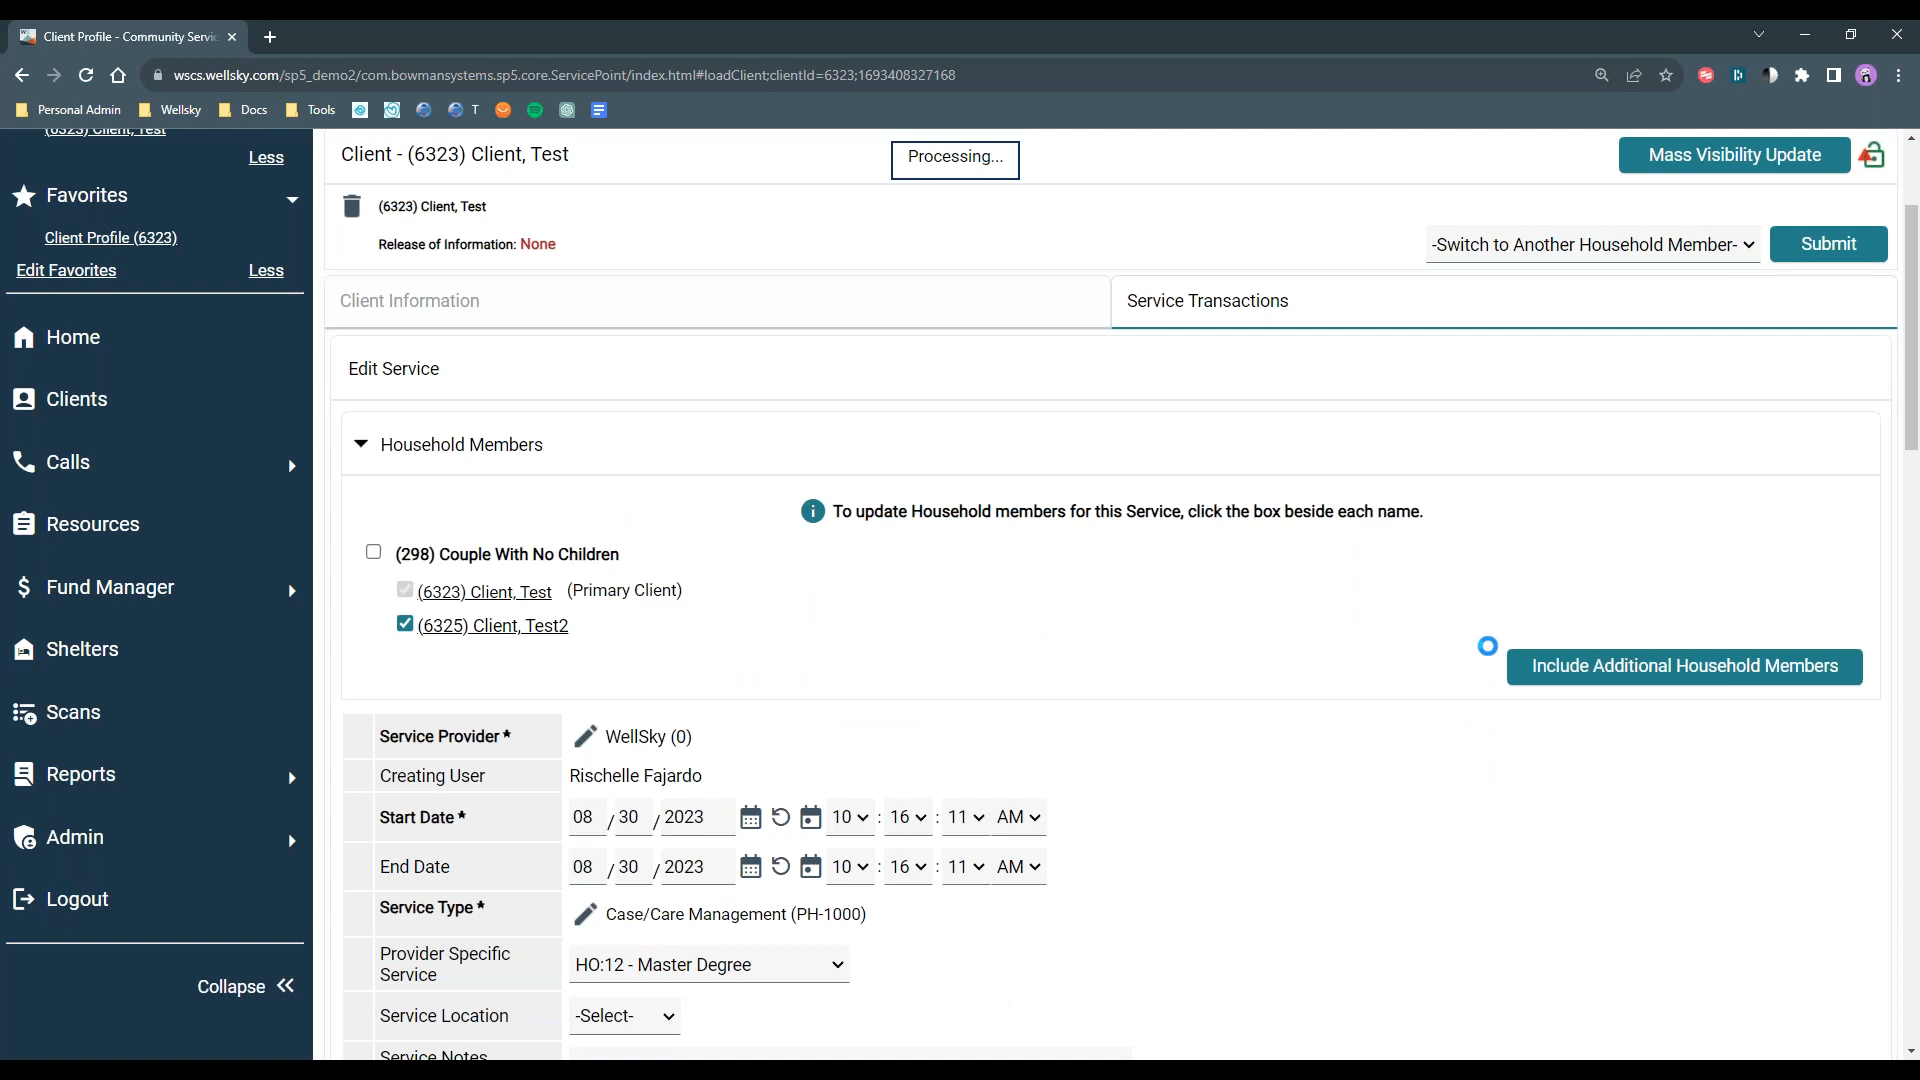 Client Profile - Community Servic
wscs.wellsky.com/sp5_demo2/com.bowmansystems.sp5.core.ServicePoint/index.html#loadClient;clientId=6323;1693408327168
Personal Admin
Wellsky
Docs
Tools
T
(6323) Client, Test
Less
Favorites
Client Profile (6323)
Edit Favorites
Less
Home
Clients
Calls
Resources
Fund Manager
Shelters
Scans
Reports
Admin
Logout
Collapse
Client - (6323) Client, Test
Processing...
Mass Visibility Update
(6323) Client, Test
Release of Information: None
-Switch to Another Household Member-
Submit
Client Information
Service Transactions
Edit Service
Household Members
To update Household members for this Service, click the box beside each name.
(298) Couple With No Children
(6323) Client, Test (Primary Client)
(6325) Client, Test2
Include Additional Household Members
Service Provider * WellSky (0)
Creating User Rischelle Fajardo
Start Date * 08 / 30 / 2023 10 : 16 : 11 AM
End Date 08 / 30 / 2023 10 : 16 : 11 AM
Service Type * Case/Care Management (PH-1000)
Provider Specific
Service
HO:12 - Master Degree
Service Location -Select-
Service Notes